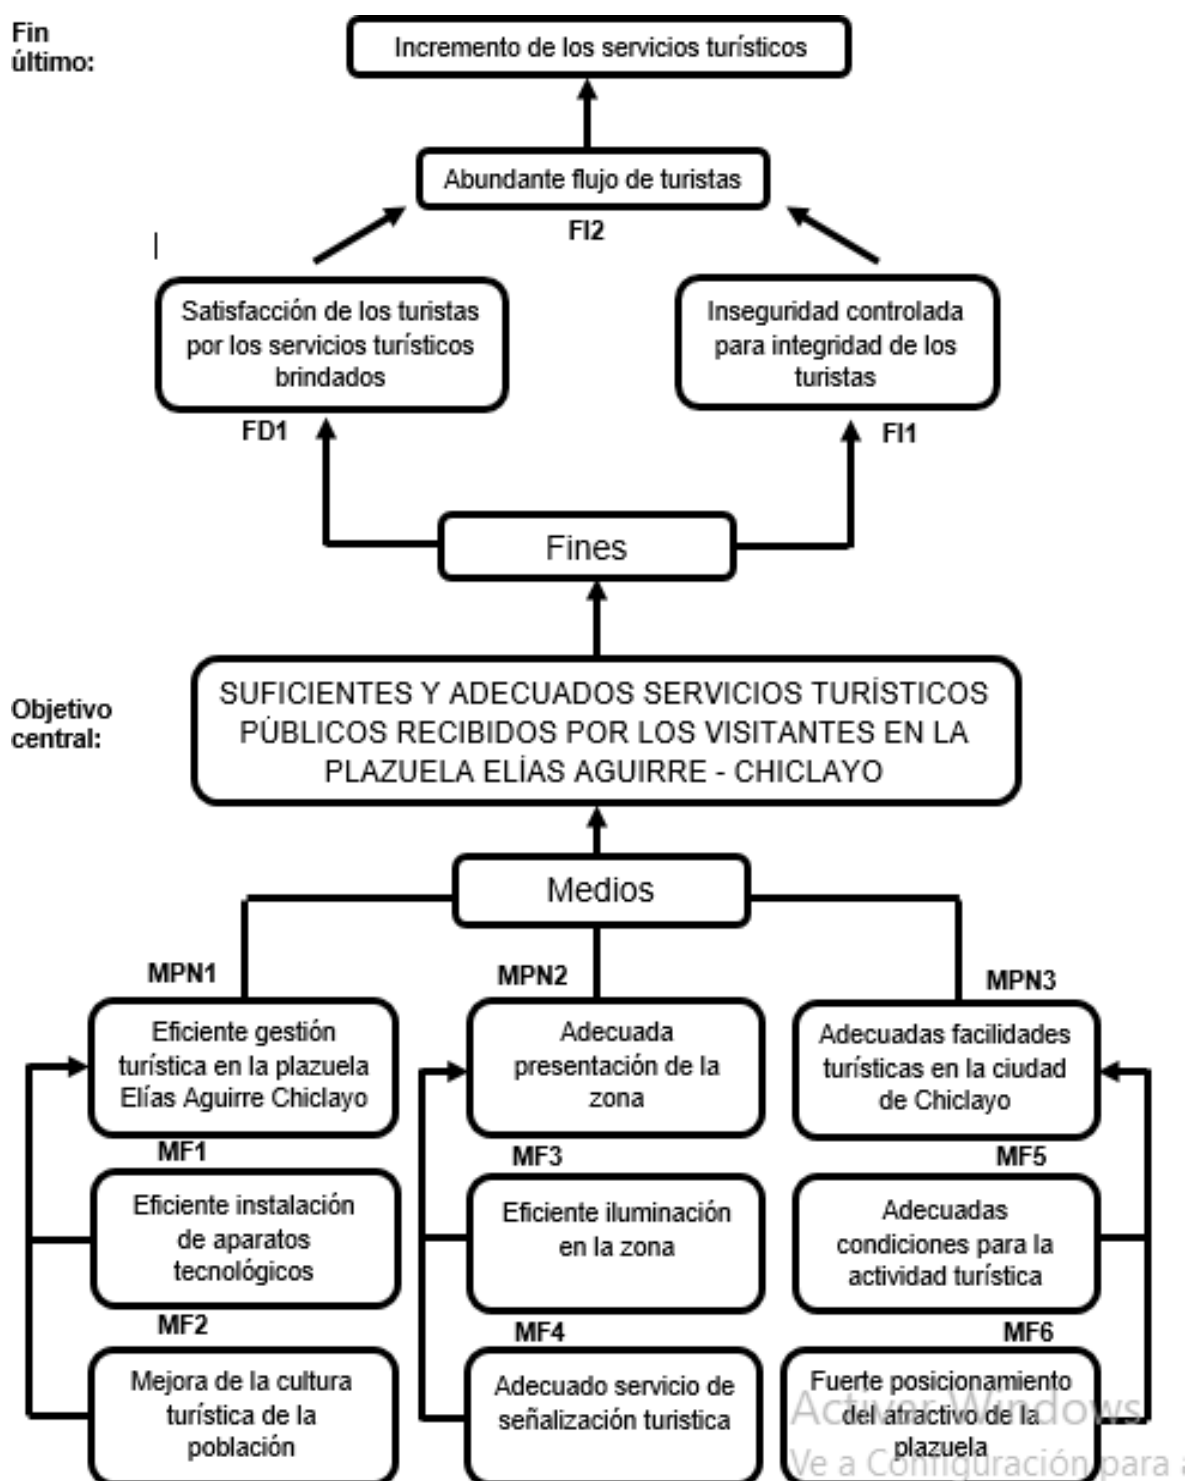 Fin
último:
Incremento de los servicios turísticos
Abundante flujo de turistas
FI2
Satisfacción de los turistas
por los servicios turísticos
brindados
Inseguridad controlada
para integridad de los
turistas
FD1
FI1
Fines
Objetivo
central:
SUFICIENTES Y ADECUADOS SERVICIOS TURÍSTICOS
PÚBLICOS RECIBIDOS POR LOS VISITANTES EN LA
PLAZUELA ELÍAS AGUIRRE - CHICLAYO
Medios
MPN1
Eficiente gestión
turística en la plazuela
Elías Aguirre Chiclayo
MF1
Eficiente instalación
de aparatos
tecnológicos
MF2
Mejora de la cultura
turística de la
población
MPN2
Adecuada
presentación de la
zona
MF3
Eficiente iluminación
en la zona
MF4
Adecuado servicio de
señalización turistica
MPN3
Adecuadas facilidades
turísticas en la ciudad
de Chiclayo
MF5
Adecuadas
condiciones para la
actividad turística
MF6
Fuerte posicionamiento
del atractivo de la
plazuela
Activar Windows
Ve a Configuración para a